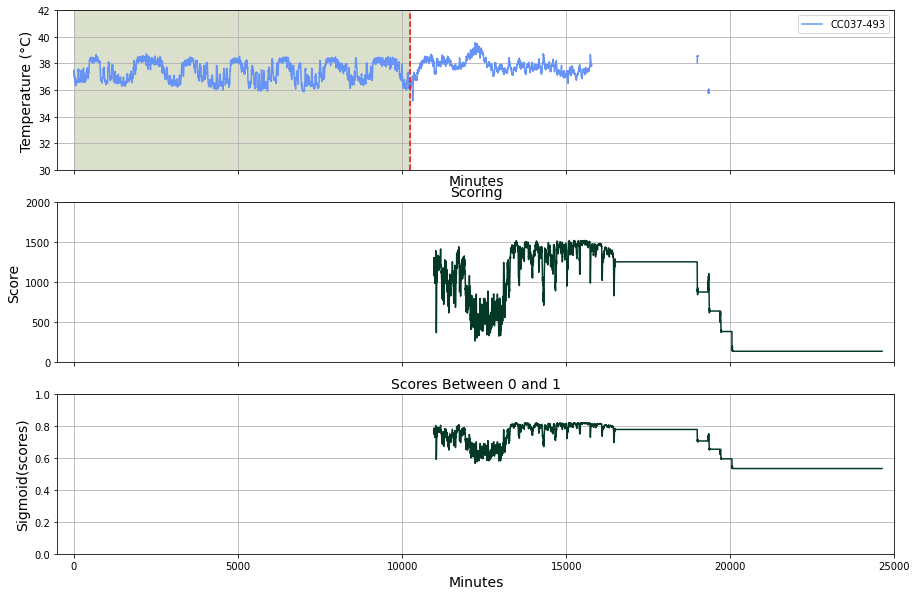 42
40
38
36
34
32
30
Temperature (°C)
CC037-493
Minutes
Scoring
2000
1500
1000
500
0
Score
Scores Between 0 and 1
1.0
0.8
0.6
0.4
0.2
0.0
Sigmoid(scores)
0 5000 10000 15000 20000 25000
Minutes